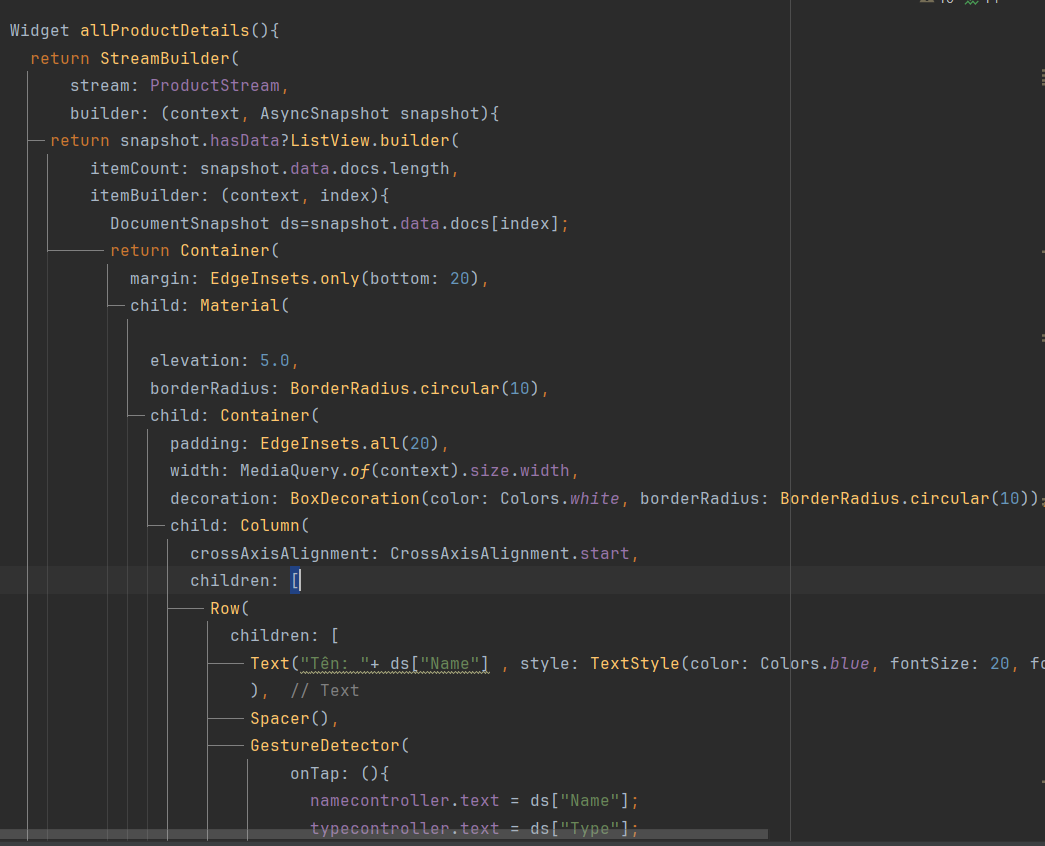 Widget allProductDetails(){
return StreamBuilder(
stream: ProductStream,
builder: (context, AsyncSnapshot snapshot){
return snapshot.hasData?ListView.builder(
itemCount: snapshot.data.docs.length,
itemBuilder: (context, index){
DocumentSnapshot ds=snapshot.data.docs[index];
return Container(
margin: EdgeInsets.only(bottom: 20),
child: Material(
elevation: 5.0,
borderRadius: BorderRadius.circular(10),
child: Container(
padding: EdgeInsets.all(20),
width: MediaQuery.of(context).size.width,
decoration: BoxDecoration(color: Colors.white, borderRadius: BorderRadius.circular(10)),
child: Column(
crossAxisAlignment: CrossAxisAlignment.start,
children: [
Row(
children: [
Text("Tên: "+ ds["Name"] , style: TextStyle(color: Colors.blue, fontSize: 20,
), // Text
Spacer(),
GestureDetector(
onTap: (){
namecontroller.text = ds["Name"];
typecontroller.text = ds["Type"];